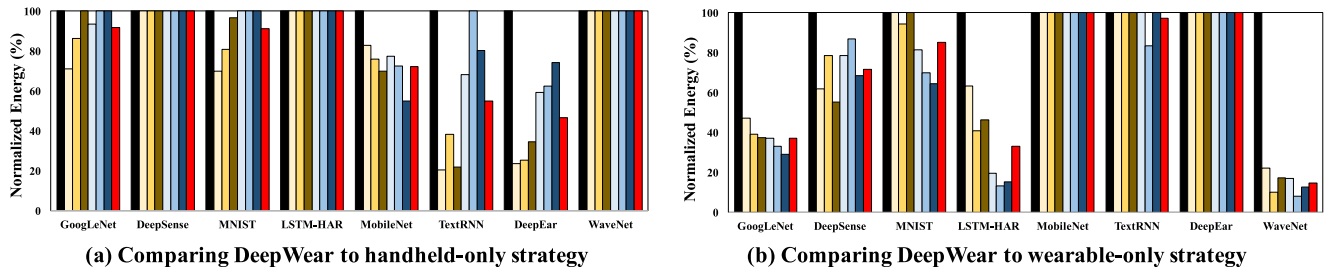 Normalized Energy (%)
100
80
60
40
20
0
GoogLeNet DeepSense MNIST LSTM-HAR MobileNet TextRNN DeepEar WaveNet
(a) Comparing DeepWear to handheld-only strategy
Normalized Energy (%)
100
80
60
40
20
0
GoogLeNet DeepSense MNIST LSTM-HAR MobileNet TextRNN DeepEar WaveNet
(b) Comparing DeepWear to wearable-only strategy